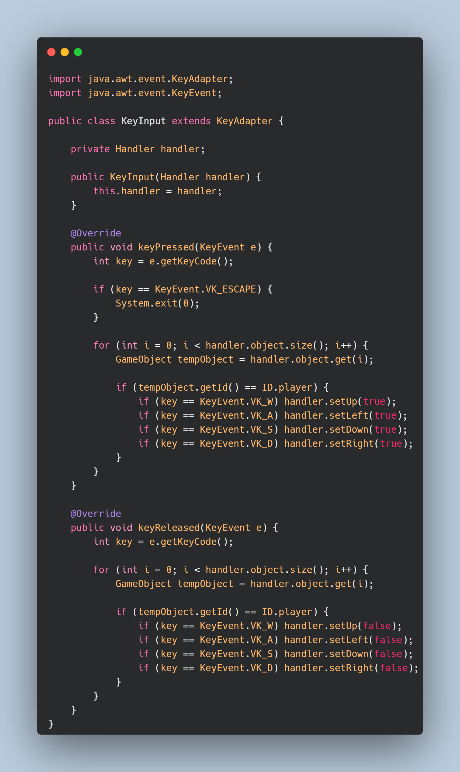 import java.awt.event.KeyAdapter;
import java.awt.event.KeyEvent;

public class KeyInput extends KeyAdapter {

    private Handler handler;

    public KeyInput(Handler handler) {
        this.handler = handler;
    }

    @Override
    public void keyPressed(KeyEvent e) {
        int key = e.getKeyCode();

        if (key == KeyEvent.VK_ESCAPE) {
            System.exit(0);
        }

        for (int i = 0; i < handler.object.size(); i++) {
            GameObject tempObject = handler.object.get(i);

            if (tempObject.getId() == ID.player) {
                if (key == KeyEvent.VK_W) handler.setUp(true);
                if (key == KeyEvent.VK_A) handler.setLeft(true);
                if (key == KeyEvent.VK_S) handler.setDown(true);
                if (key == KeyEvent.VK_D) handler.setRight(true);
            }
        }
    }

    @Override
    public void keyReleased(KeyEvent e) {
        int key = e.getKeyCode();

        for (int i = 0; i < handler.object.size(); i++) {
            GameObject tempObject = handler.object.get(i);

            if (tempObject.getId() == ID.player) {
                if (key == KeyEvent.VK_W) handler.setUp(false);
                if (key == KeyEvent.VK_A) handler.setLeft(false);
                if (key == KeyEvent.VK_S) handler.setDown(false);
                if (key == KeyEvent.VK_D) handler.setRight(false);
            }
        }
    }
}